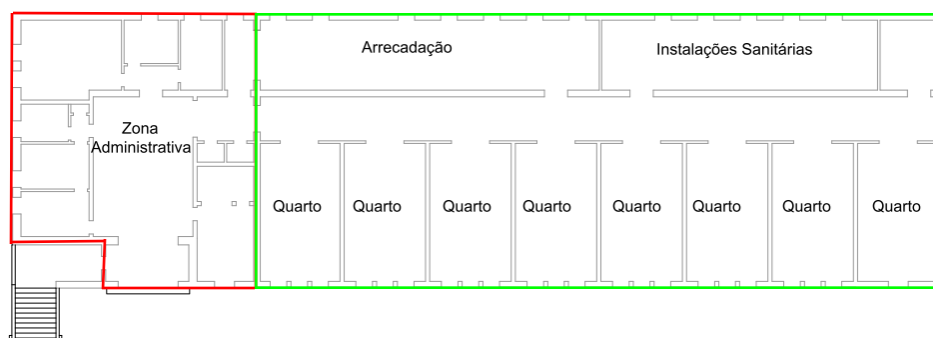 Arrecadação
Instalações Sanitárias
Zona
Administrativa
Quarto
Quarto
Quarto
Quarto
Quarto
Quarto
Quarto
Quarto